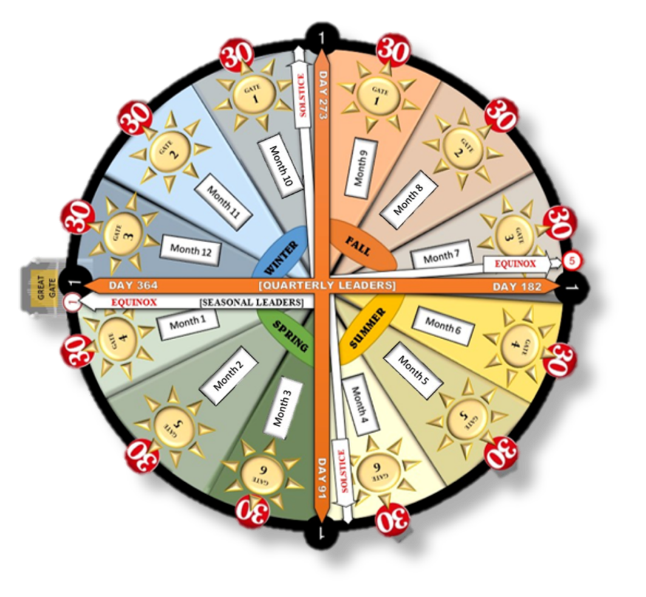 1
30
30
30
30
30
30
30
30
30
30
30
30
SOLSTICE
DAY 273
GATE
1
GATE
1
GATE
2
GATE
2
GATE
3
GATE
3
Month 10
Month 9
Month 11
Month 8
Month 12
Month 7
WINTER
FALL
EQUINOX
5
GREAT
GATE
1
DAY 364
[QUARTERLY LEADERS]
DAY 182
1
1
EQUINOX
[SEASONAL LEADERS]
Month 1
Month 6
SPRING
SUMMER
GATE
4
GATE
4
Month 2
Month 5
Month 3
Month 4
GATE
5
GATE
5
GATE
6
GATE
6
DAY 91
SOLSTICE
1